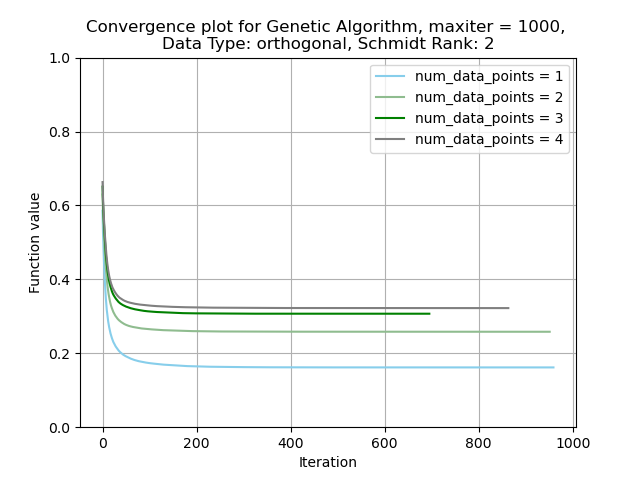 Convergence plot for Genetic Algorithm, maxiter = 1000,
Data Type: orthogonal, Schmidt Rank: 2
1.0
0.8
0.6
0.4
0.2
0.0
Function value
num_data_points = 1
num_data_points = 2
num_data_points = 3
num_data_points = 4
0 200 400 600 800 1000
Iteration